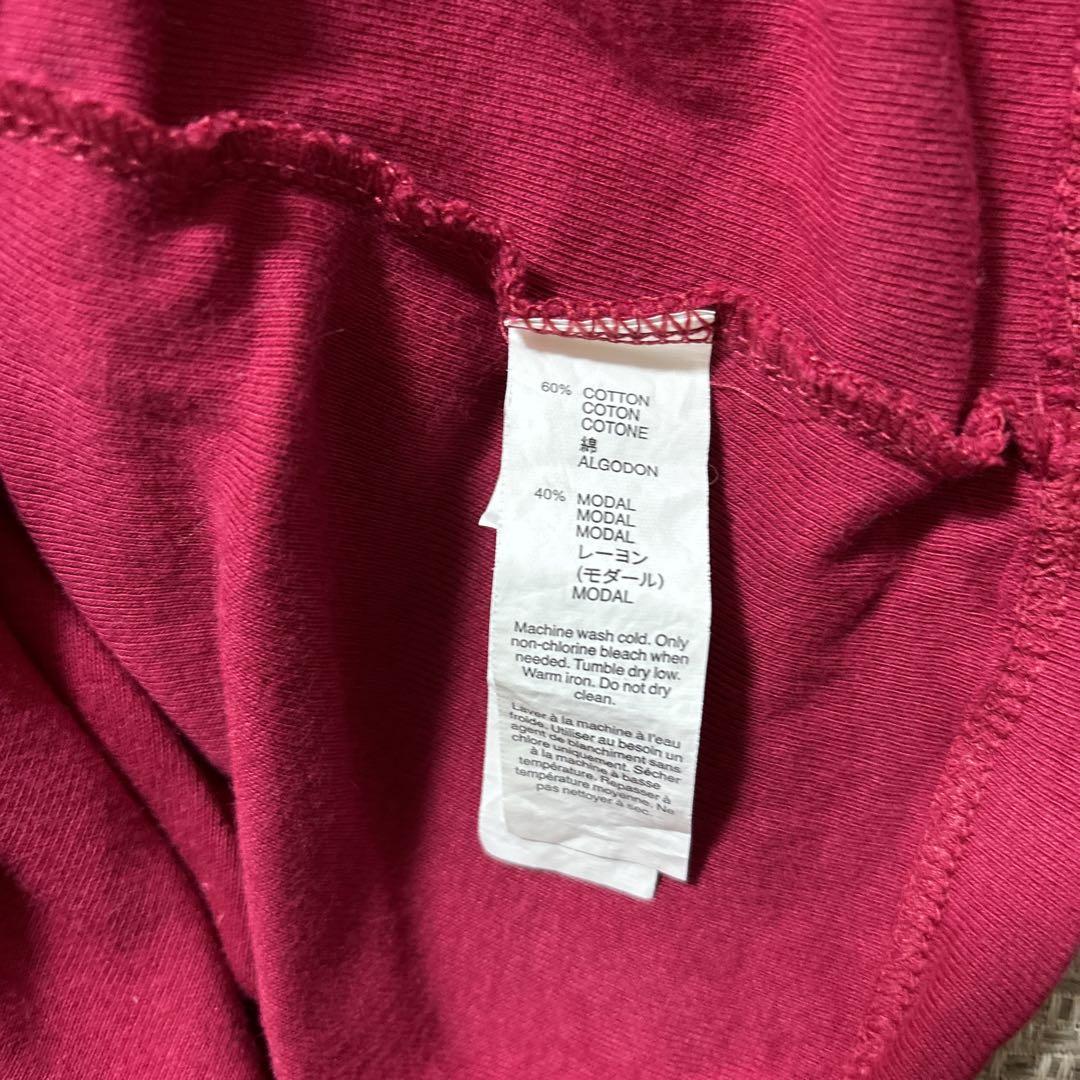 60% COTTON
COTON
COTONE
綿
ALGODON
40% MODAL
MODAL
MODAL
レーヨン
(モダール)
MODAL
Machine wash cold. Only
non-chlorine bleach when
needed. Tumble dry low.
Warm iron. Do not dry
clean.
Laver à la machine à l'eau
froide. Utiliser au besoin un
agent de blanchiment sans
chlore uniquement. Sécher
à la machine à basse
température. Repasser à
température moyenne. Ne
pas nettoyer à sec.